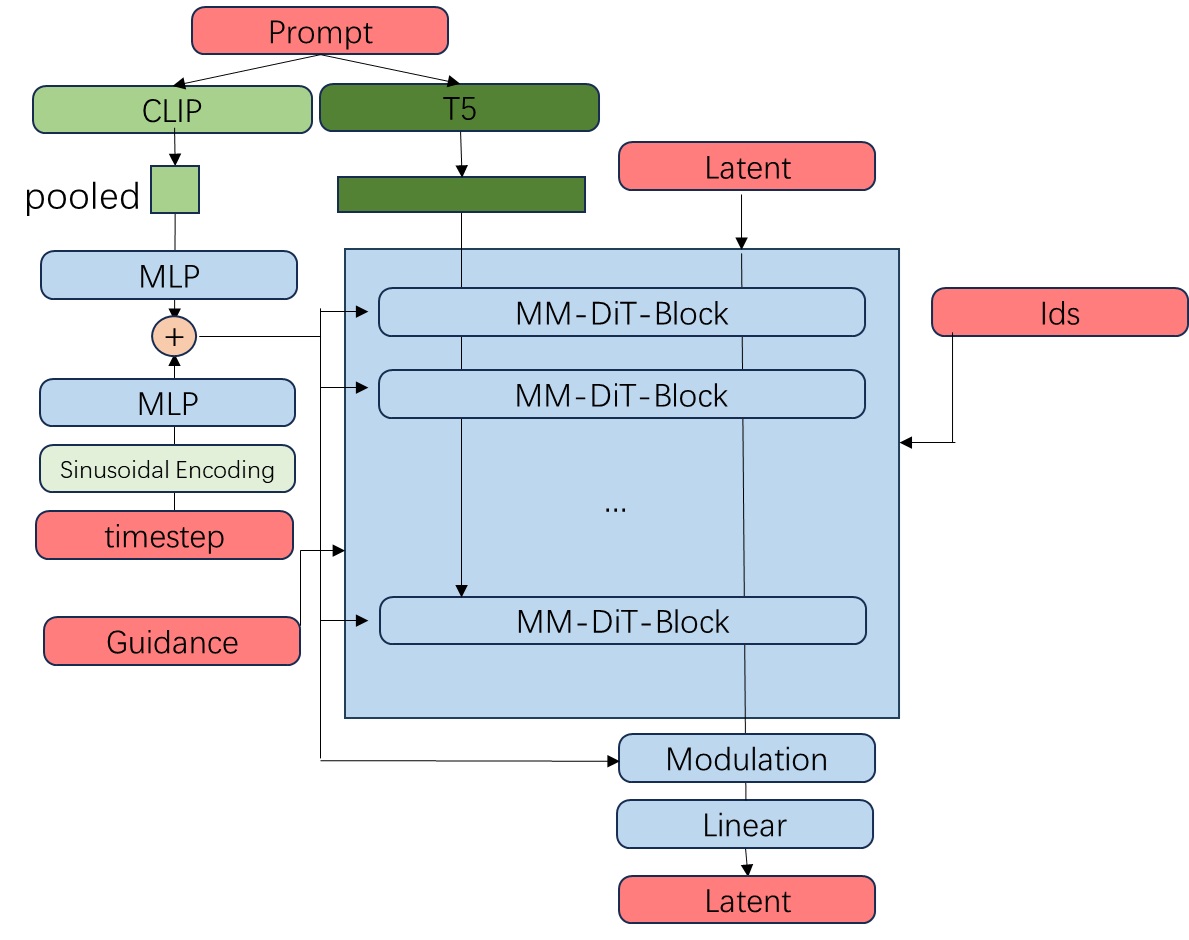 Prompt
CLIP
T5
pooled
Latent
MLP
+
MLP
Sinusoidal Encoding
timestep
Guidance
MM-DiT-Block
MM-DiT-Block
...
MM-DiT-Block
Ids
Modulation
Linear
Latent